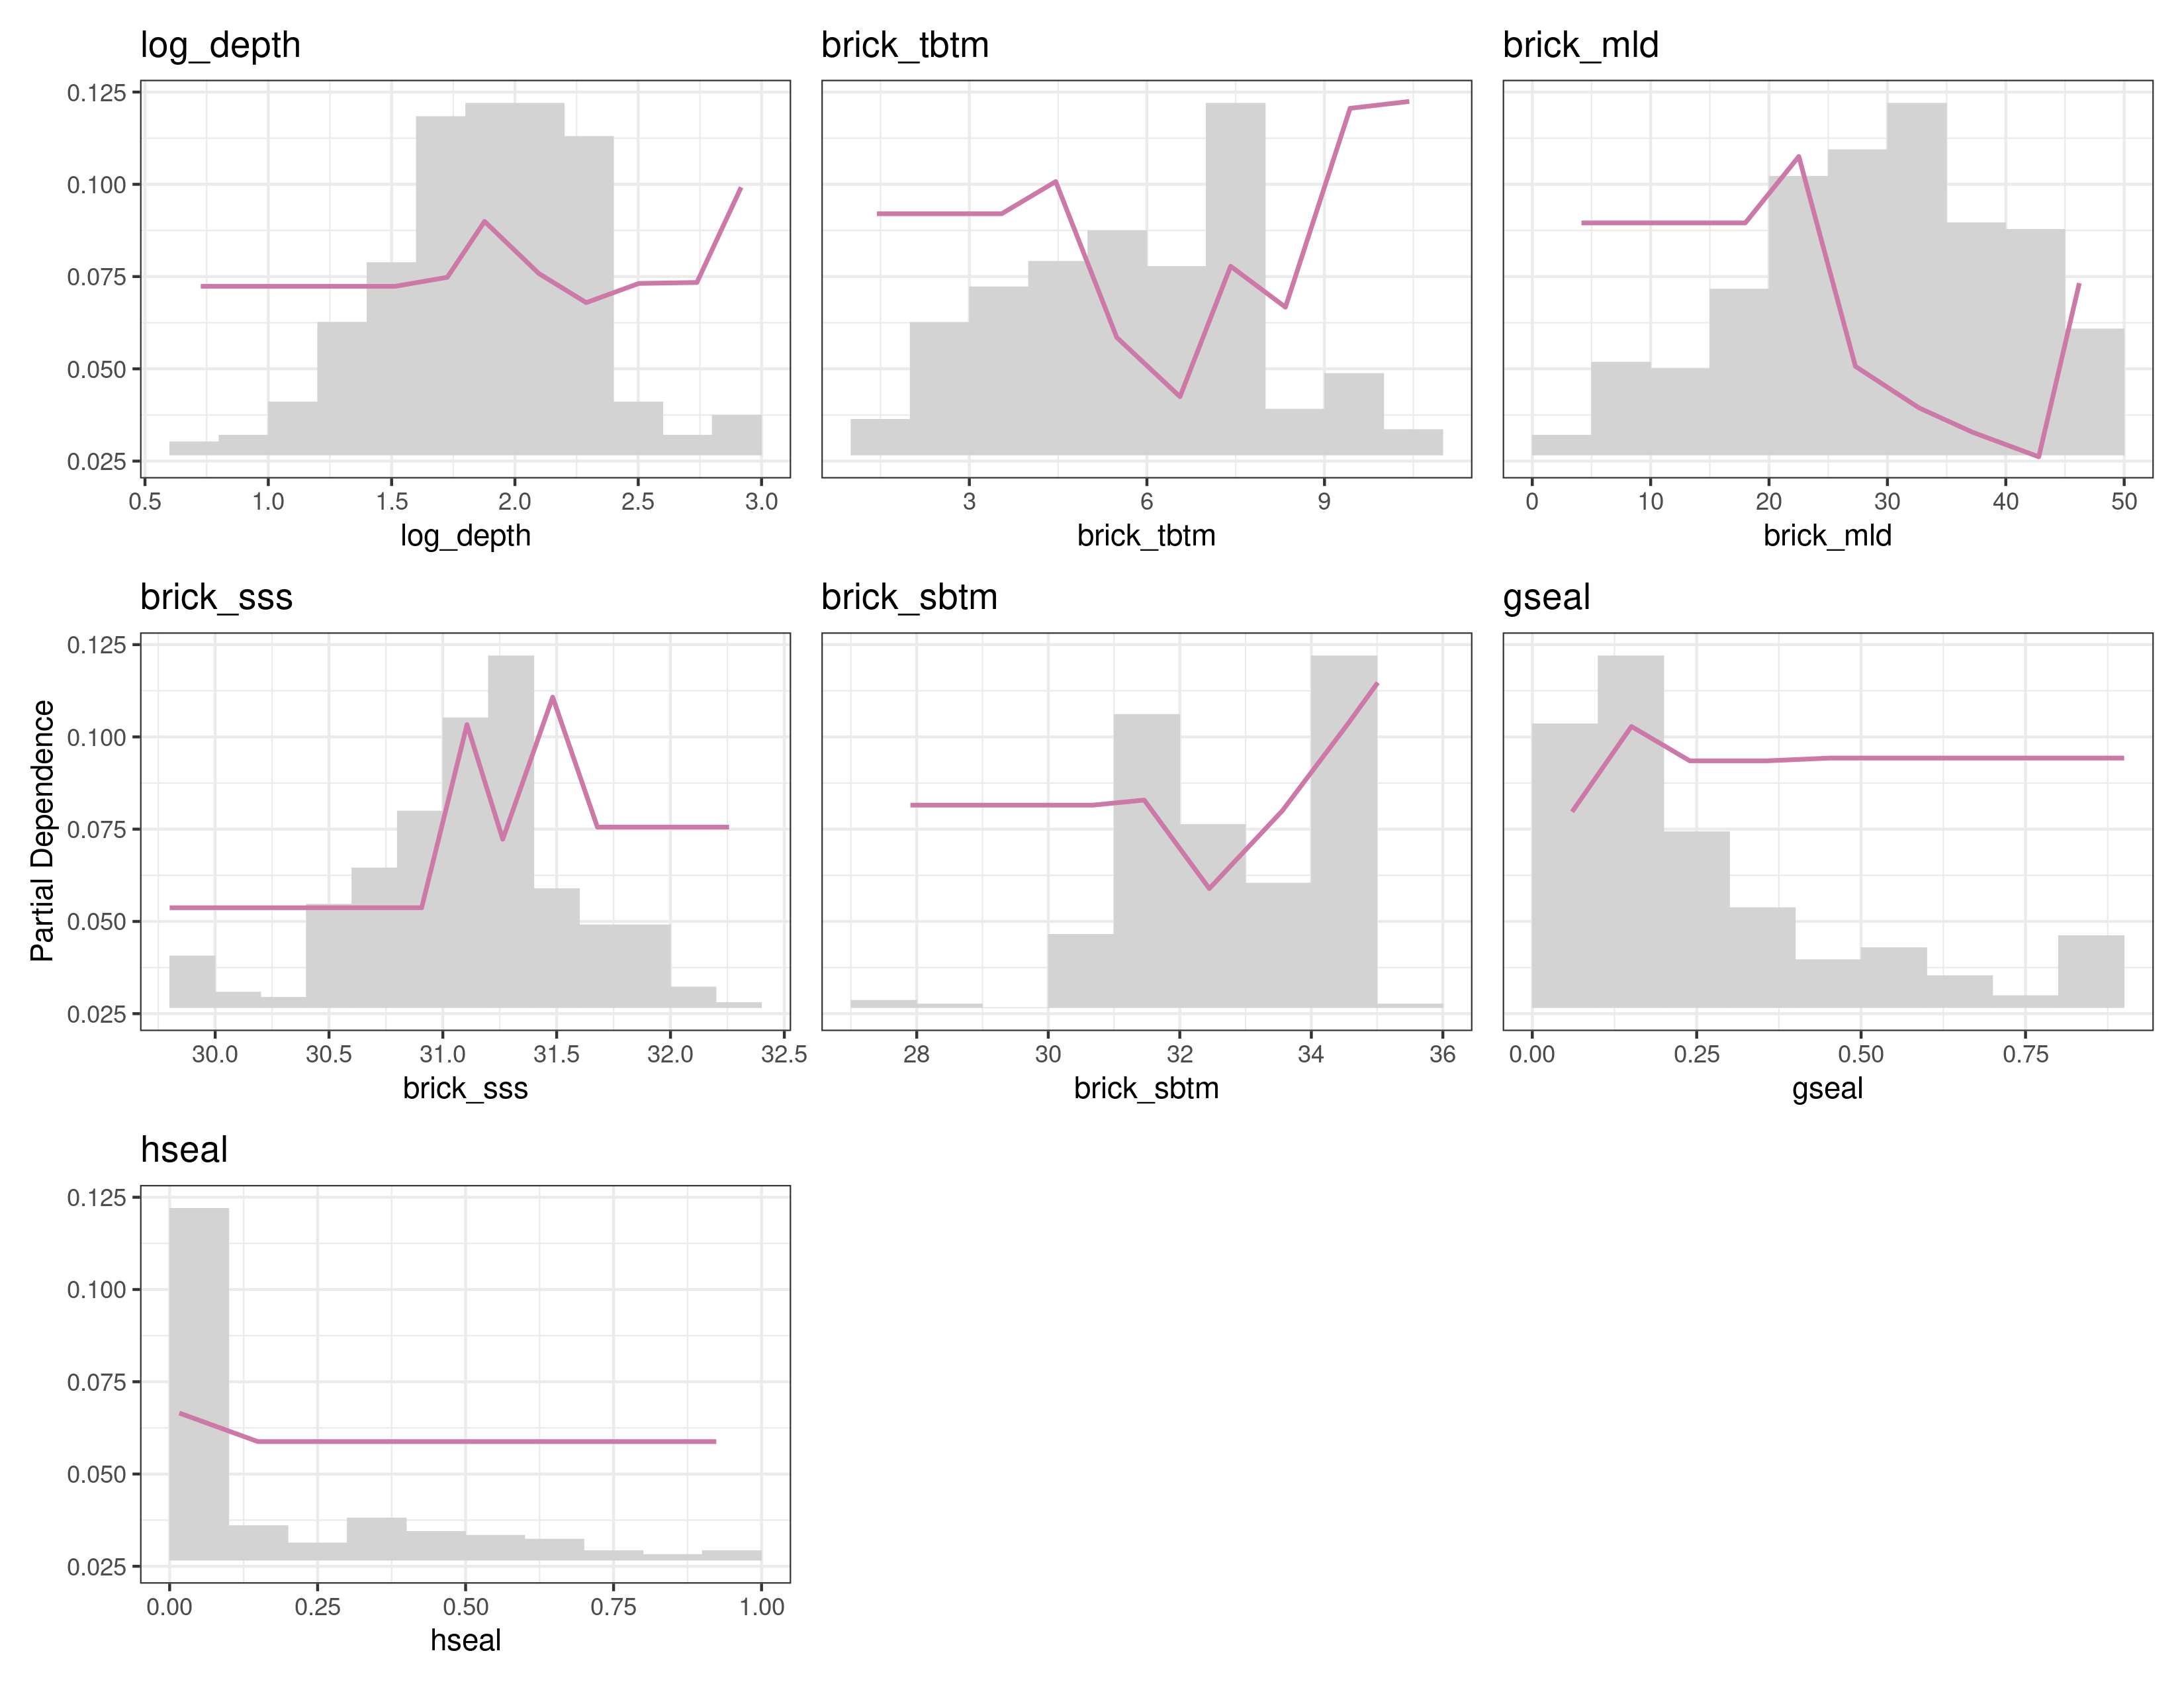 log_depth
brick_tbtm
brick_mld
0.125
0.100
0.075
0.050
0.025
0.5 1.0 1.5 2.0 2.5 3.0
3 6 9
0 10 20 30 40 50
log_depth
brick_tbtm
brick_mld
brick_sss
brick_sbtm
gseal
Partial Dependence
0.125
0.100
0.075
0.050
0.025
30.0 30.5 31.0 31.5 32.0 32.5
28 30 32 34 36
0.00 0.25 0.50 0.75
brick_sss
brick_sbtm
gseal
hseal
0.125
0.100
0.075
0.050
0.025
0.00 0.25 0.50 0.75 1.00
hseal